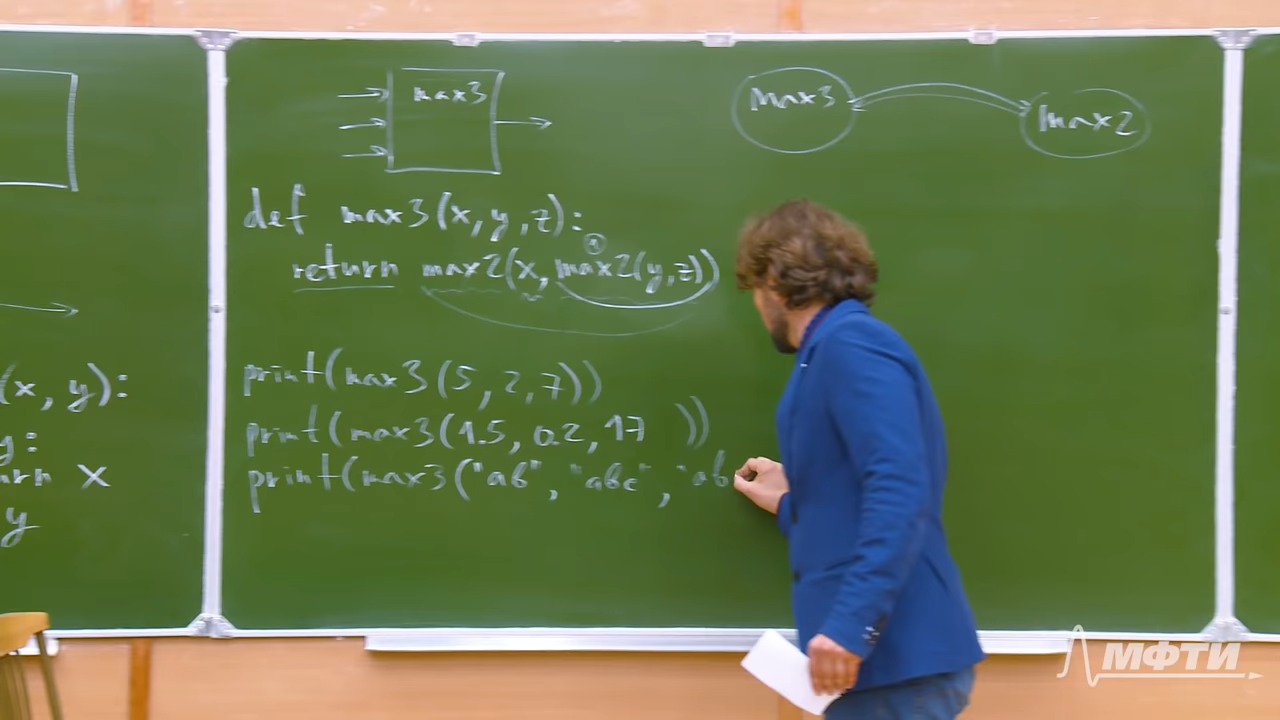 max3
max3
max2
def max3(x, y, z):
return max2(x, max2(y, z))
print(max3(5, 2, 7))
print(max3(1.5, 0.2, 17 ))
print(max3("ab", "abc", "ab
(x, y):
y:
urn x
y
МФТИ